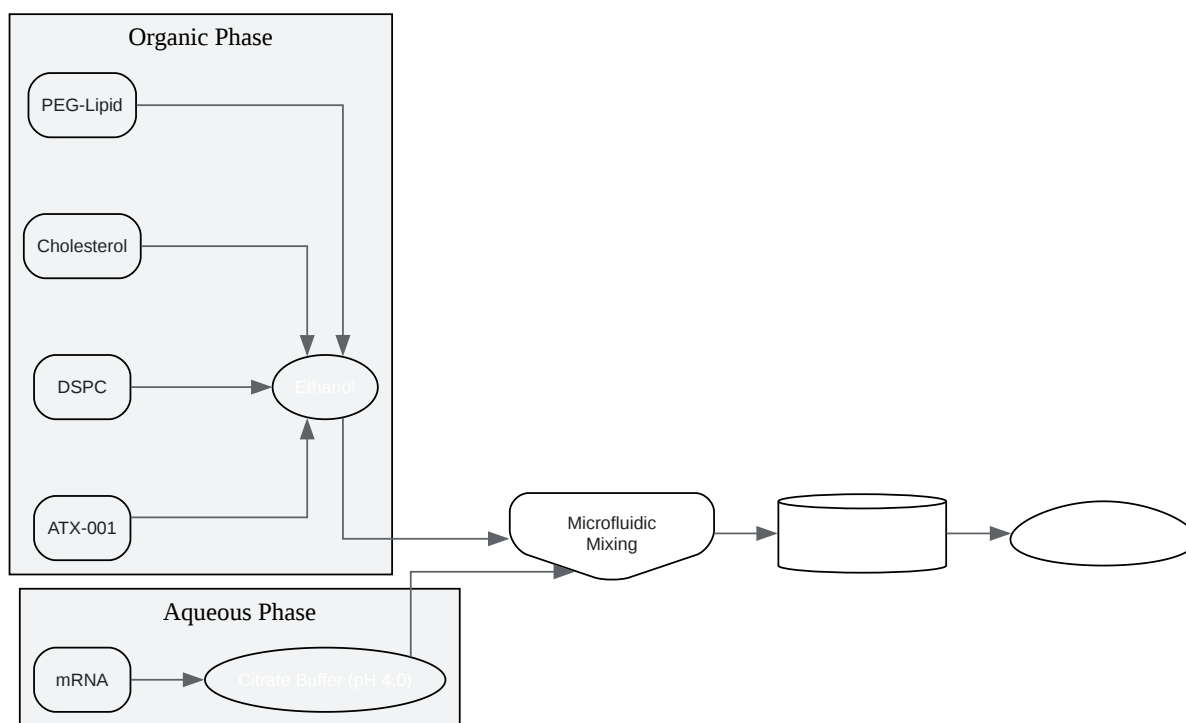 Organic Phase
PEG-Lipid
Cholesterol
DSPC
Ethanol
ATX-001
Microfluidic
Mixing
Aqueous Phase
mRNA
Citrate Buffer (pH 4.0)